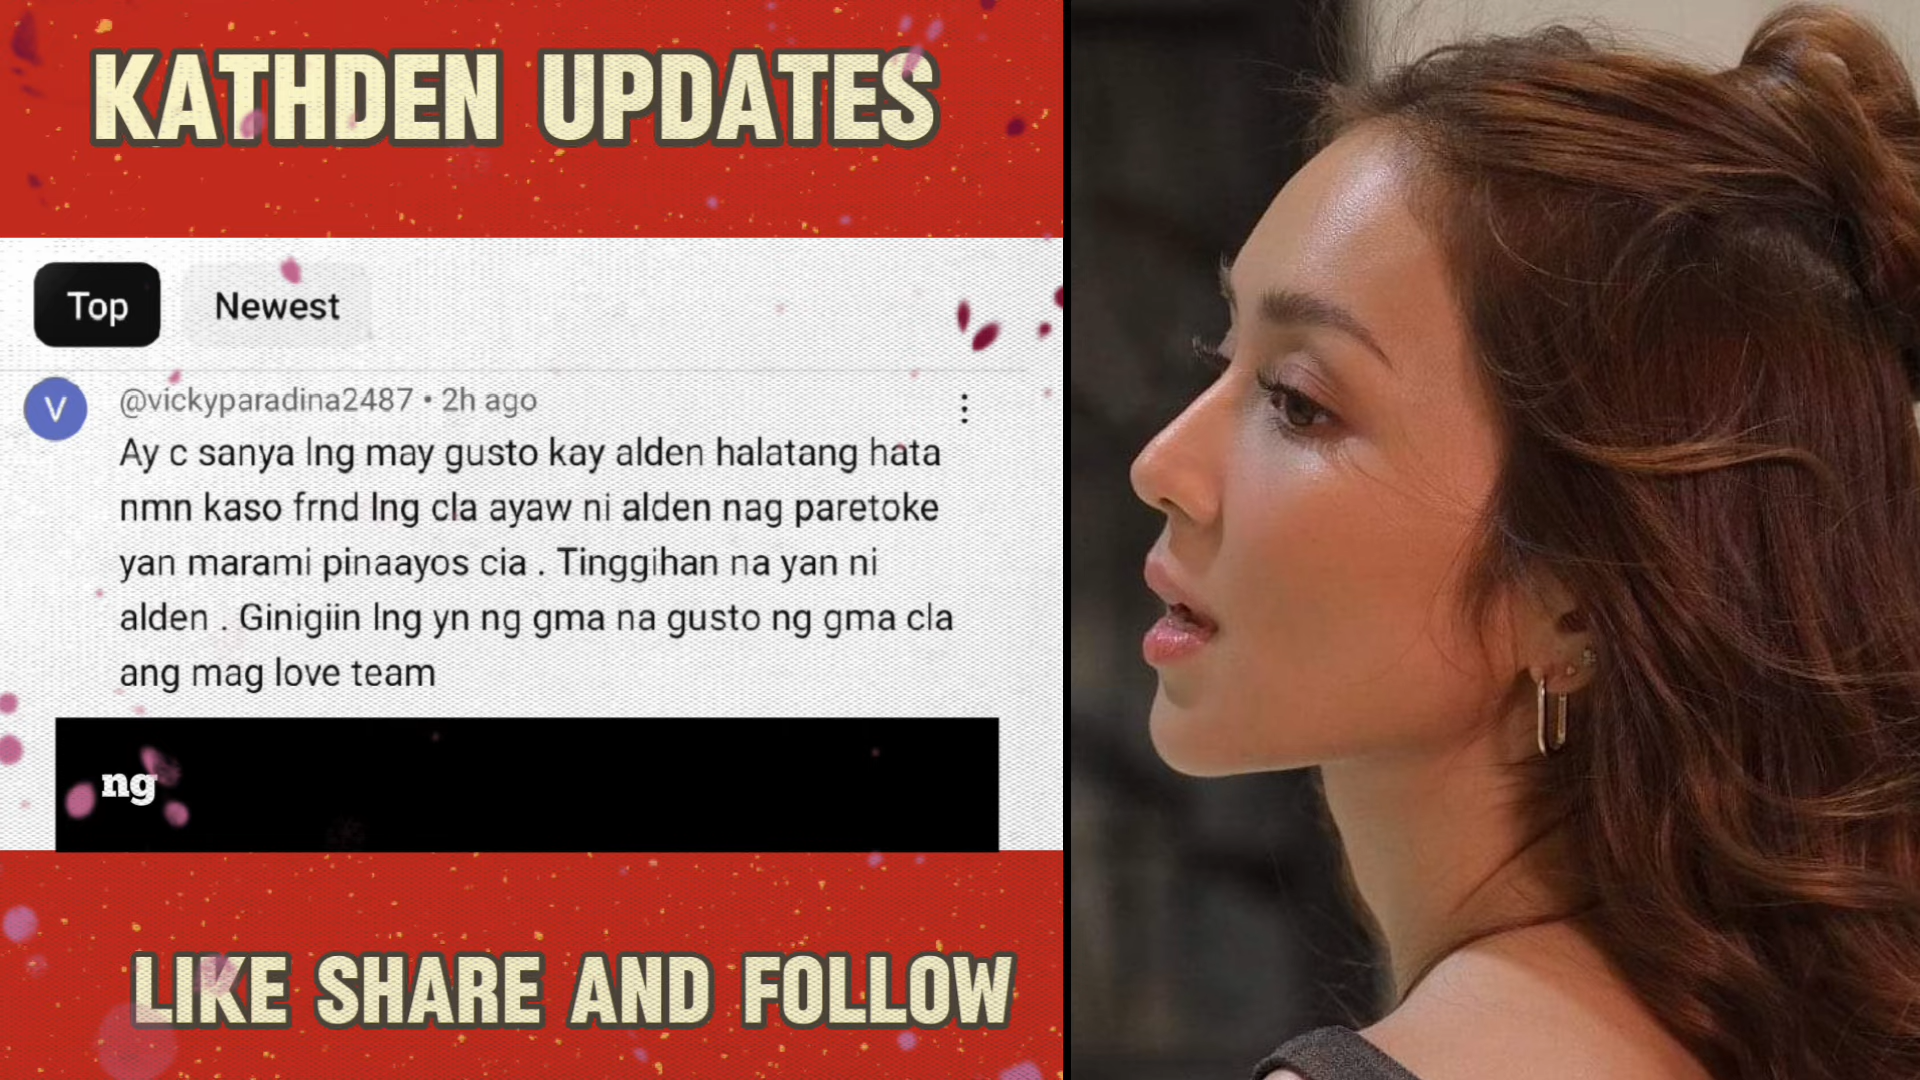 KATHDEN UPDATES
Top
Newest
V
@vickyparadina2487 • 2h ago
Ay c sanya lng may gusto kay alden halatang hata
nmn kaso frnd lng cla ayaw ni alden nag paretoke
yan marami pinaayos cia . Tinggihan na yan ni
alden . Ginigiin lng yn ng gma na gusto ng gma cla
ang mag love team
ng
LIKE SHARE AND FOLLOW